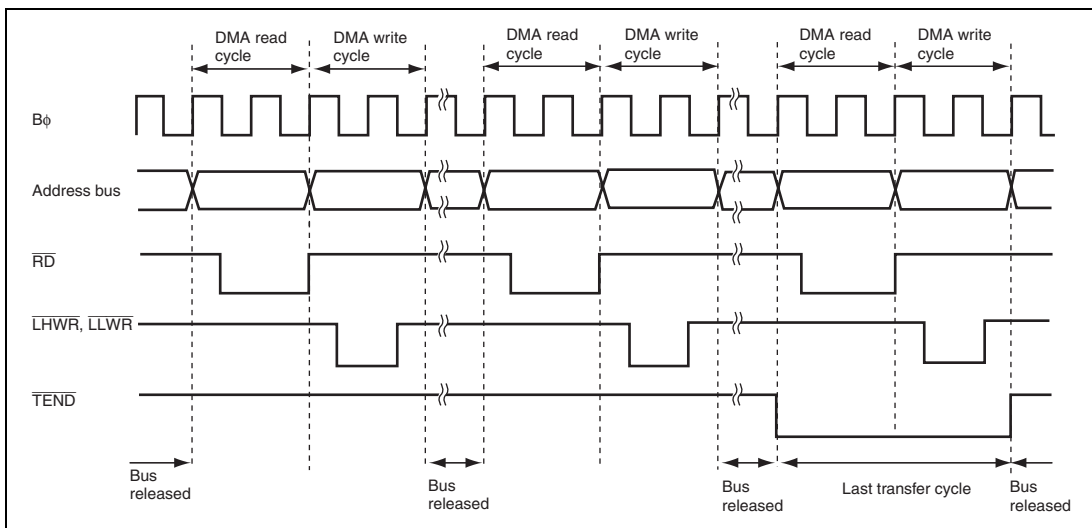 DMA read cycle
DMA write cycle
DMA read cycle
DMA write cycle
DMA read cycle
DMA write cycle
Bϕ
Address bus
RD
LHWR, LLWR
TEND
Bus released
Bus released
Bus released
Last transfer cycle
Bus released